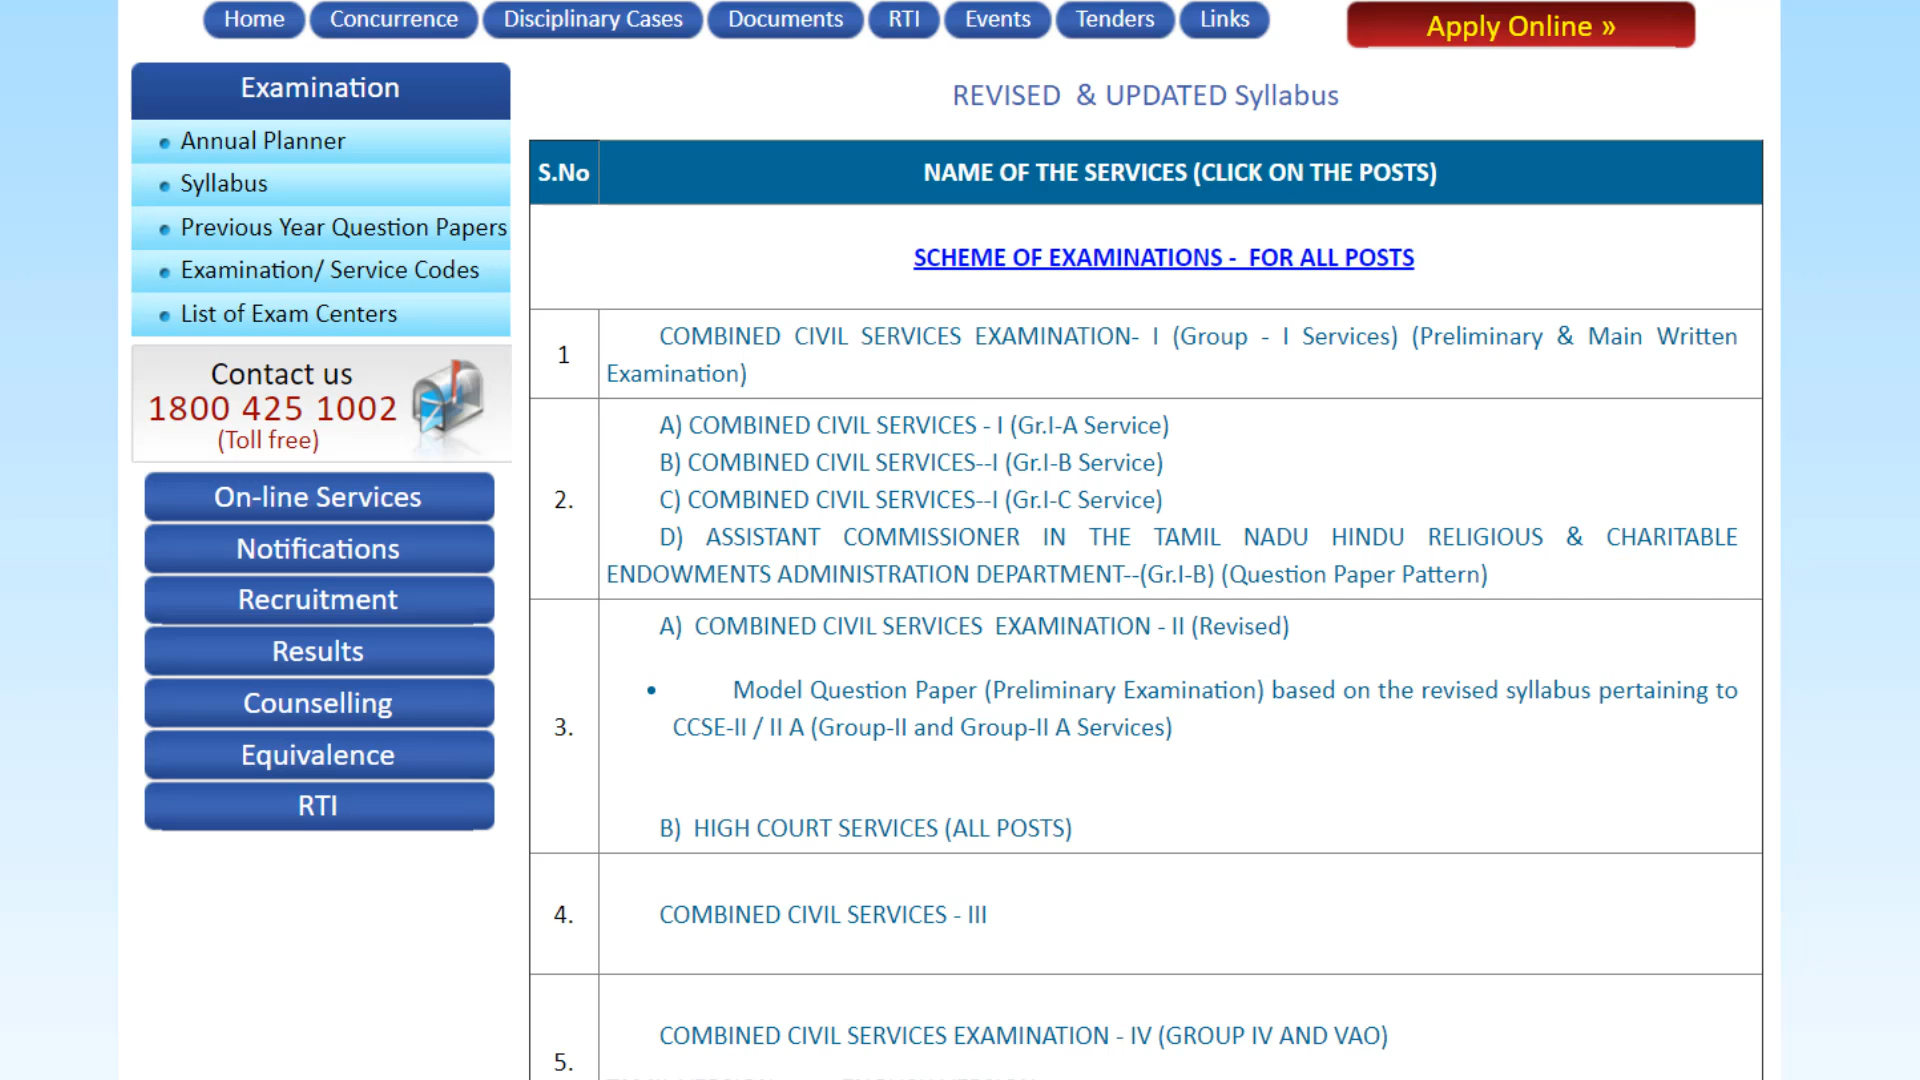 Home Concurrence Disciplinary Cases Documents RTI Events Tenders Links
Apply Online »
Examination
Annual Planner
Syllabus
Previous Year Question Papers
Examination/ Service Codes
List of Exam Centers
Contact us
1800 425 1002
(Toll free)
On-line Services
Notifications
Recruitment
Results
Counselling
Equivalence
RTI
REVISED & UPDATED Syllabus
S.No NAME OF THE SERVICES (CLICK ON THE POSTS)
SCHEME OF EXAMINATIONS - FOR ALL POSTS
1
COMBINED CIVIL SERVICES EXAMINATION- I (Group - I Services) (Preliminary & Main Written
Examination)
2.
A) COMBINED CIVIL SERVICES - I (Gr.I-A Service)
B) COMBINED CIVIL SERVICES--I (Gr.I-B Service)
C) COMBINED CIVIL SERVICES--I (Gr.I-C Service)
D) ASSISTANT COMMISSIONER IN THE TAMIL NADU HINDU RELIGIOUS & CHARITABLE
ENDOWMENTS ADMINISTRATION DEPARTMENT--(Gr.I-B) (Question Paper Pattern)
3.
A) COMBINED CIVIL SERVICES EXAMINATION - II (Revised)
• Model Question Paper (Preliminary Examination) based on the revised syllabus pertaining to
CCSE-II / II A (Group-II and Group-II A Services)
B) HIGH COURT SERVICES (ALL POSTS)
4.
COMBINED CIVIL SERVICES - III
5.
COMBINED CIVIL SERVICES EXAMINATION - IV (GROUP IV AND VAO)